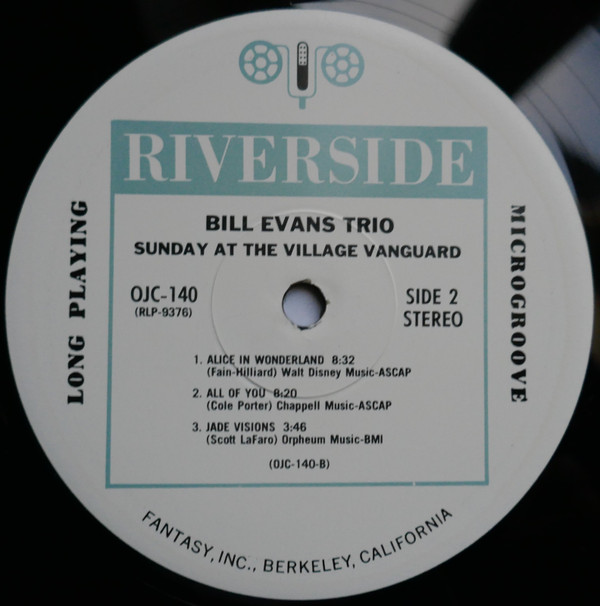 RIVERSIDE
BILL EVANS TRIO
SUNDAY AT THE VILLAGE VANGUARD
LONG PLAYING
MICROGROOVE
OJC-140
(RLP-9376)
SIDE 2
STEREO
1. ALICE IN WONDERLAND 8:32
(Fain-Hilliard) Walt Disney Music-ASCAP
2. ALL OF YOU 8:20
(Cole Porter) Chappell Music-ASCAP
3. JADE VISIONS 3:46
(Scott LaFaro) Orpheum Music-BMI
(OJC-140-B)
FANTASY, INC., BERKELEY, CALIFORNIA